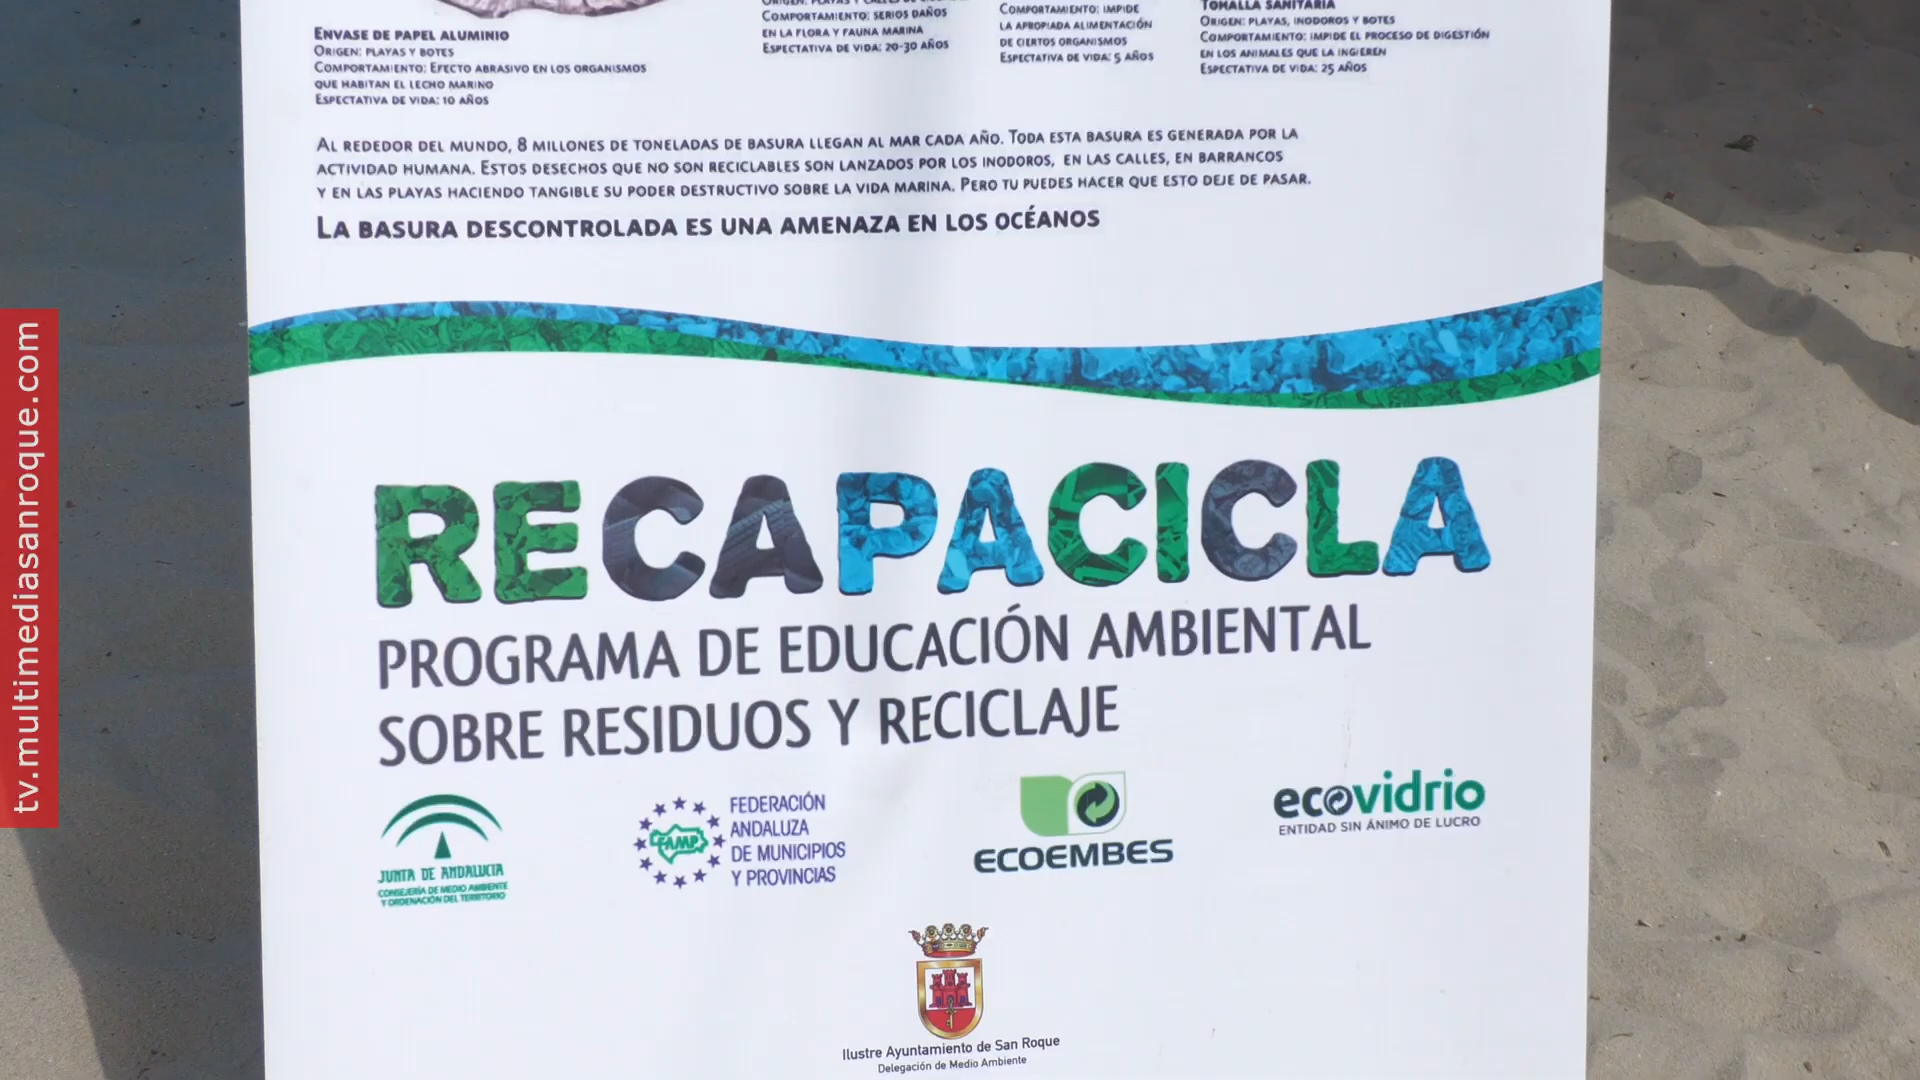 ENVASE DE PAPEL ALUMINIO
ORIGEN: PLAYAS Y BOTES
COMPORTAMIENTO: EFECTO ABRASIVO EN LOS ORGANISMOS
QUE HABITAN EL LECHO MARINO
ESPECTATIVA DE VIDA: 10 AÑOS
COMPORTAMIENTO: SERIOS DAÑOS
EN LA FLORA Y FAUNA MARINA
ESPECTATIVA DE VIDA: 20-30 AÑOS
COMPORTAMIENTO: IMPIDE
LA APROPIADA ALIMENTACIÓN
DE CIERTOS ORGANISMOS
ESPECTATIVA DE VIDA: 5 AÑOS
TOHALLA SANITARIA
ORIGEN: PLAYAS, INODOROS Y BOTES
COMPORTAMIENTO: IMPIDE EL PROCESO DE DIGESTIÓN
EN LOS ANIMALES QUE LA INGIEREN
ESPECTATIVA DE VIDA: 25 AÑOS
AL REDEDOR DEL MUNDO, 8 MILLONES DE TONELADAS DE BASURA LLEGAN AL MAR CADA AÑO. TODA ESTA BASURA ES GENERADA POR LA
ACTIVIDAD HUMANA. ESTOS DESECHOS QUE NO SON RECICLABLES SON LANZADOS POR LOS INODOROS, EN LAS CALLES, EN BARRANCOS
Y EN LAS PLAYAS HACIENDO TANGIBLE SU PODER DESTRUCTIVO SOBRE LA VIDA MARINA. PERO TU PUEDES HACER QUE ESTO DEJE DE PASAR.
LA BASURA DESCONTROLADA ES UNA AMENAZA EN LOS OCÉANOS
RECAPACICLA
PROGRAMA DE EDUCACIÓN AMBIENTAL
SOBRE RESIDUOS Y RECICLAJE
JUNTA DE ANDALUCIA
CONSEJERÍA DE MEDIO AMBIENTE
Y ORDENACIÓN DEL TERRITORIO
FAMP
FEDERACIÓN
ANDALUZA
DE MUNICIPIOS
Y PROVINCIAS
ECOEMBES
ecovidrio
ENTIDAD SIN ÁNIMO DE LUCRO
Ilustre Ayuntamiento de San Roque
Delegación de Medio Ambiente
tv.multimediasanroque.com